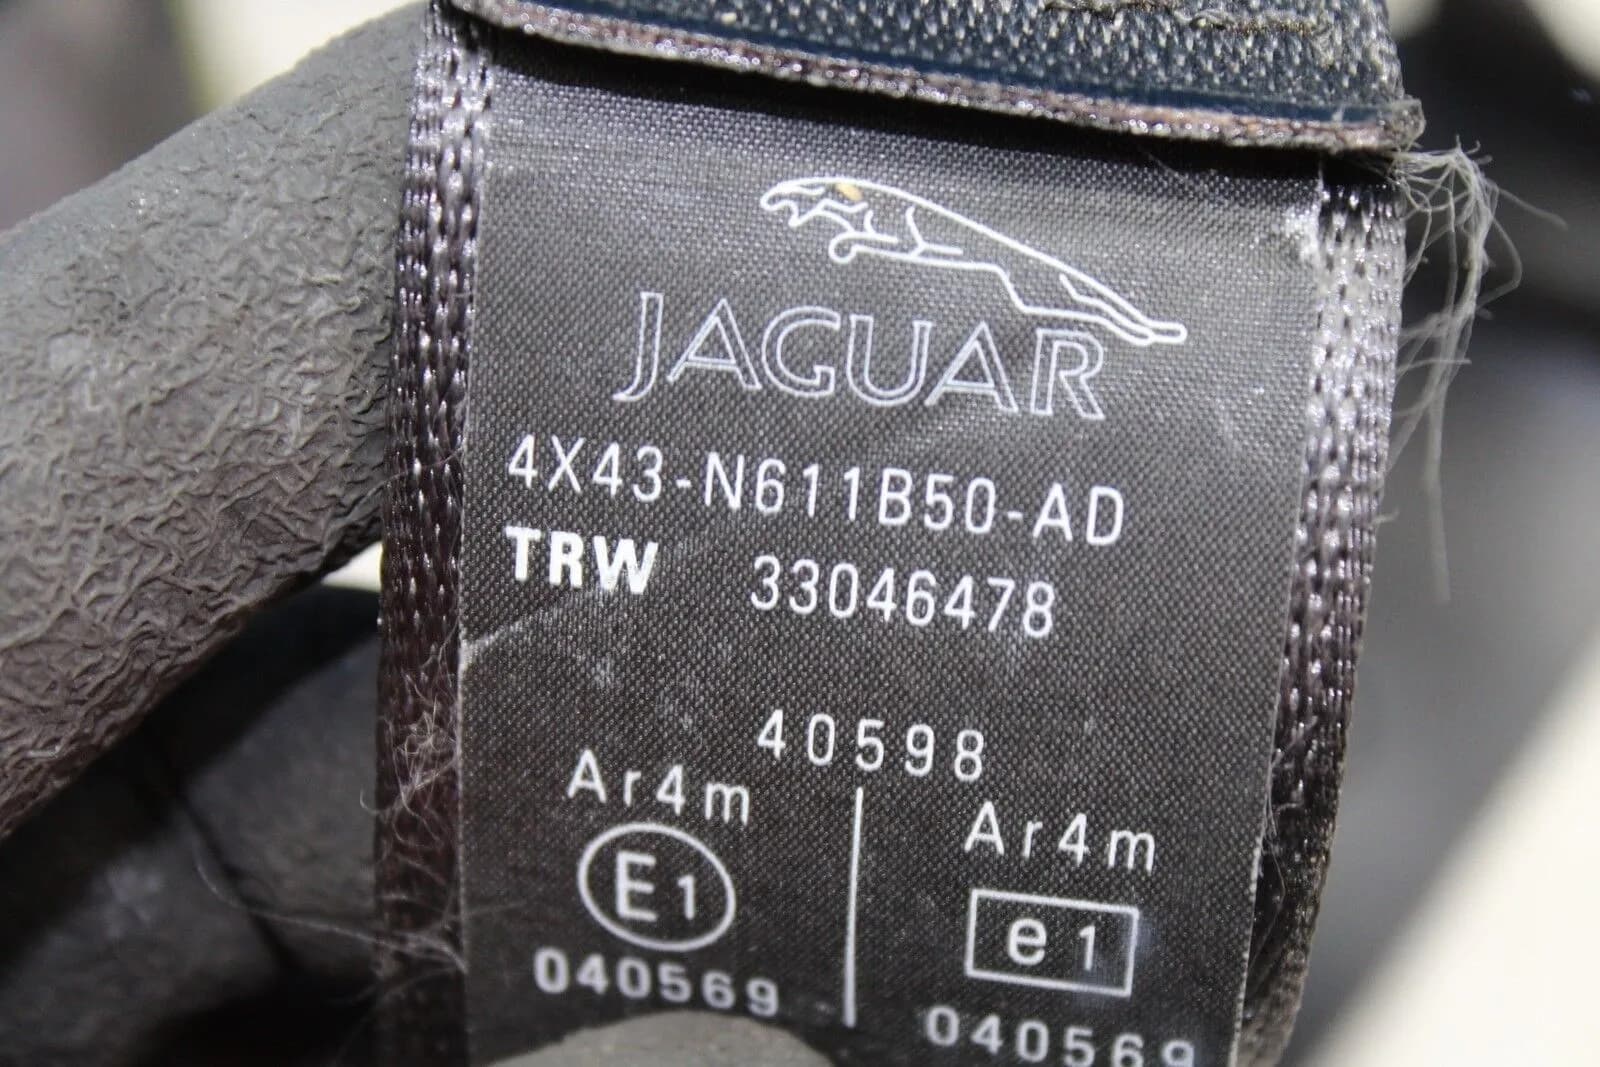 JAGUAR
4X43-N611B50-AD
TRW 33046478
40598
Ar4m Ar4m
E1 e1
040569 040569